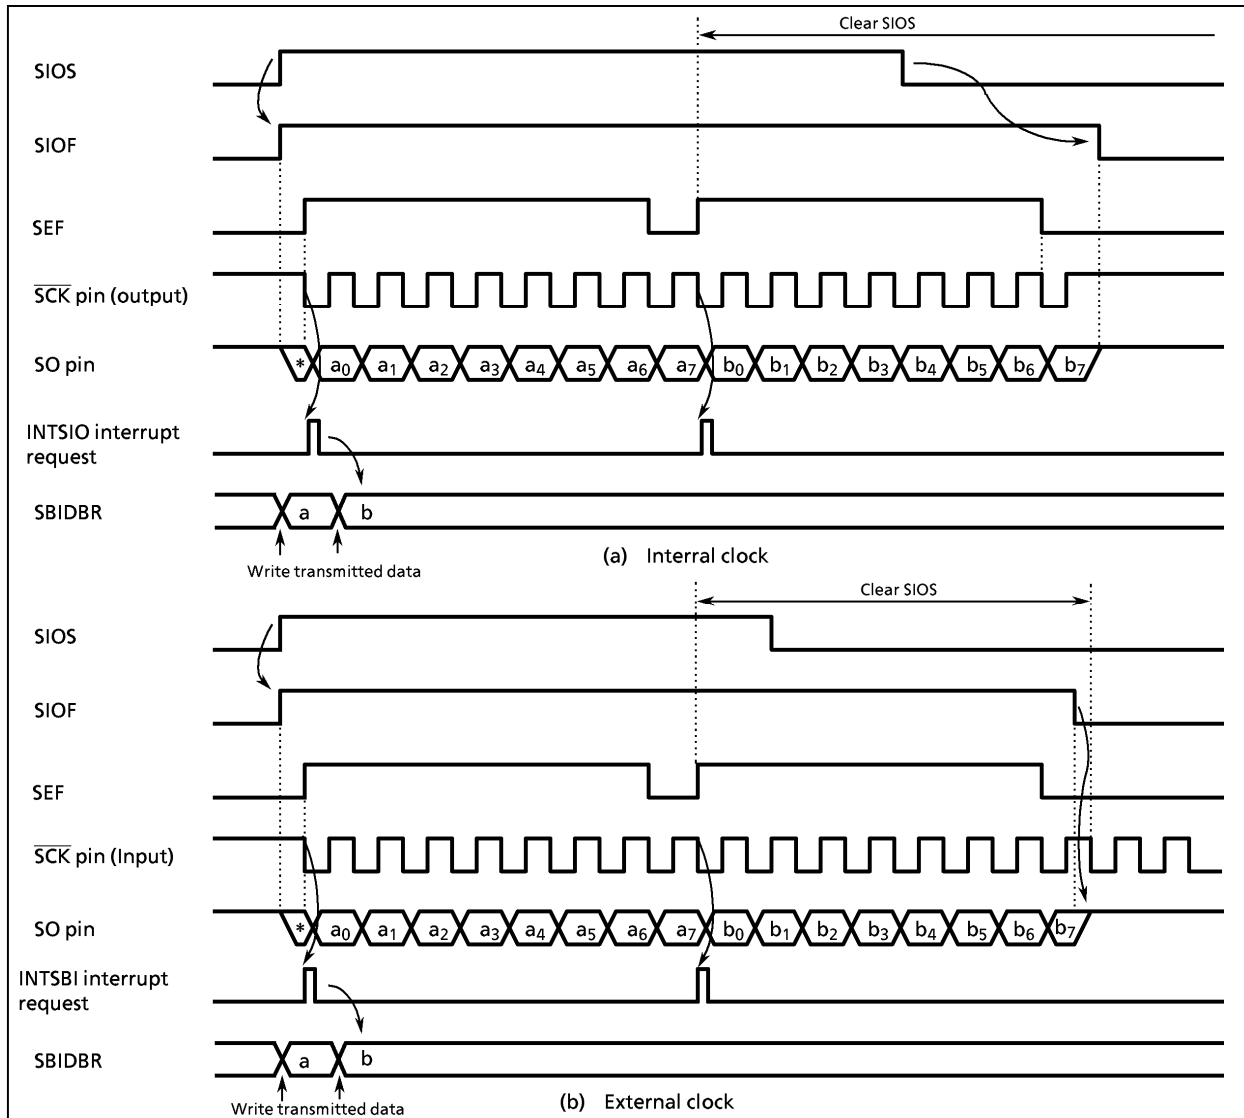 Clear SIOS
SIOS
SIOF
SEF
SCK pin (output)
SO pin
* a0 a1 a2 a3 a4 a5 a6 a7 b0 b1 b2 b3 b4 b5 b6 b7
INTSIO interrupt
request
SBIDBR
a b
Write transmitted data
(a) Interral clock
Clear SIOS
SIOS
SIOF
SEF
SCK pin (Input)
SO pin
* a0 a1 a2 a3 a4 a5 a6 a7 b0 b1 b2 b3 b4 b5 b6 b7
INTSBI interrupt
request
SBIDBR
a b
Write transmitted data
(b) External clock